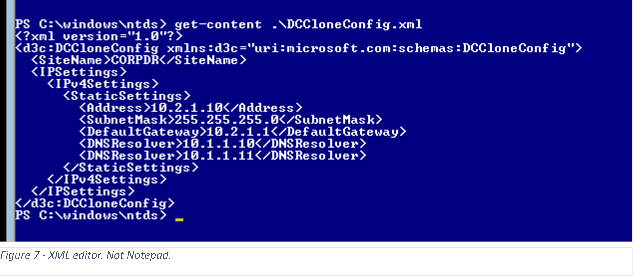 PS C:\windows\ntds> get-content .\DCCloneConfig.xml
<?xml version="1.0"?>
<d3c:DCCloneConfig xmlns:d3c="uri:microsoft.com:schemas:DCCloneConfig">
<SiteName>CORPDR</SiteName>
<IPSettings>
<IPv4Settings>
<StaticSettings>
<Address>10.2.1.10</Address>
<SubnetMask>255.255.255.0</SubnetMask>
<DefaultGateway>10.2.1.1</DefaultGateway>
<DNSResolver>10.1.1.10</DNSResolver>
<DNSResolver>10.1.1.11</DNSResolver>
</StaticSettings>
</IPv4Settings>
</IPSettings>
</d3c:DCCloneConfig>
PS C:\windows\ntds> _
Figure 7 - XML editor. Not Notepad.